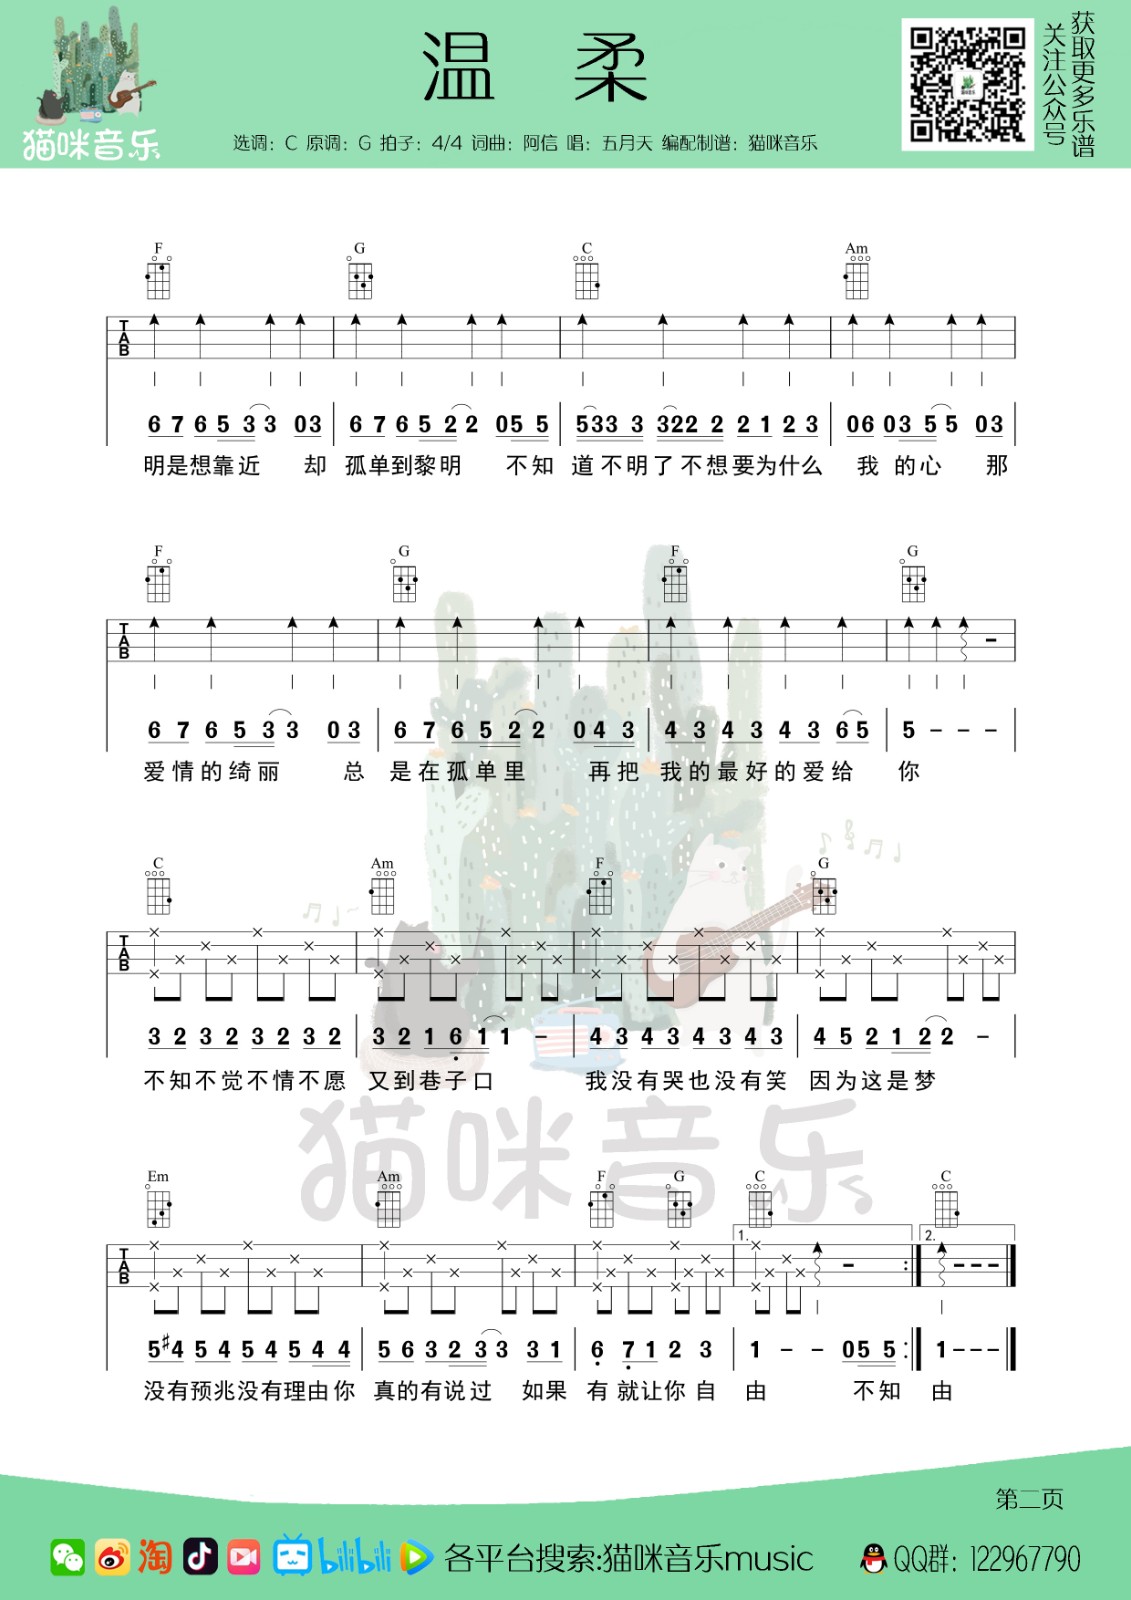 猫咪音乐
温 柔
选调：C 原调：G 拍子：4/4 词曲：阿信 唱：五月天 编配制谱：猫咪音乐
获取更多乐谱
关注公众号
F G C Am
TAB
6 7 6 5 3 3 0 3 6 7 6 5 2 2 0 5 5 5 3 3 3 3 2 2 2 2 2 1 2 3 0 6 0 3 5 5 0 3
明是想靠近 却 孤单到黎明 不知 道不明了不想要为什么 我 的心 那
F G F G
TAB
6 7 6 5 3 3 0 3 6 7 6 5 2 2 0 4 3 4 3 4 3 4 3 6 5 5 - - -
爱情的绮丽 总 是在孤单里 再把 我的最好的爱给 你
C Am F G
TAB
3 2 3 2 3 2 3 2 3 2 1 6 1 1 - 4 3 4 3 4 3 4 3 4 5 2 1 2 2 -
不知不觉不情不愿 又到巷子口 我没有哭也没有笑 因为这是梦
猫咪音乐
Em Am F G C C
1. 2.
TAB
5 #4 5 4 5 4 5 4 4 5 6 3 2 3 3 3 1 6 7 1 2 3 1 - - 0 5 5 1 - - -
没有预兆没有理由你 真的有说过 如果 有就让你自 由 不知 由
第二页
淘 bilibili 各平台搜索:猫咪音乐music QQ群：122967790